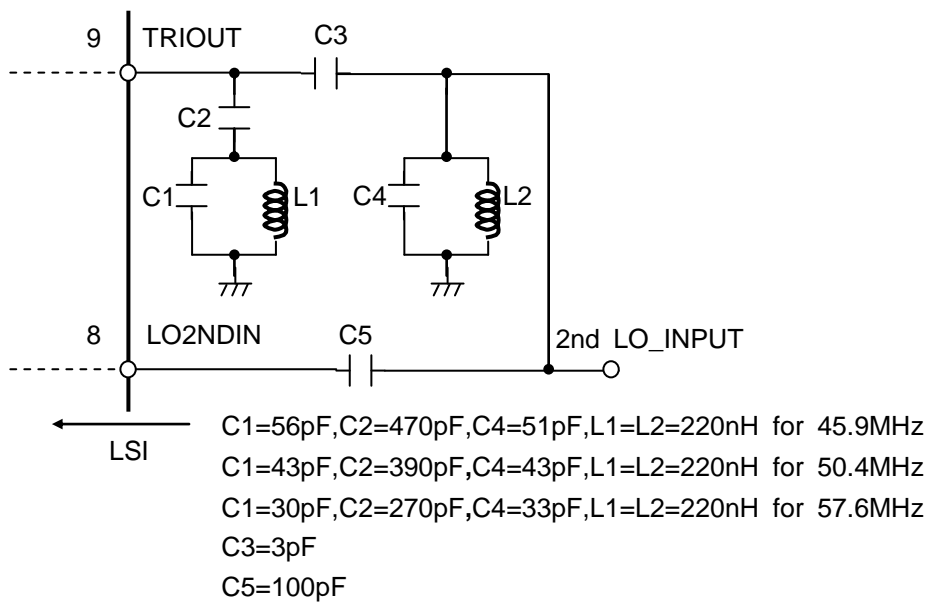 9 TRIOUT C3
C2
C1 L1 C4 L2
8 LO2NDIN C5 2nd LO_INPUT
LSI
C1=56pF,C2=470pF,C4=51pF,L1=L2=220nH for 45.9MHz
C1=43pF,C2=390pF,C4=43pF,L1=L2=220nH for 50.4MHz
C1=30pF,C2=270pF,C4=33pF,L1=L2=220nH for 57.6MHz
C3=3pF
C5=100pF